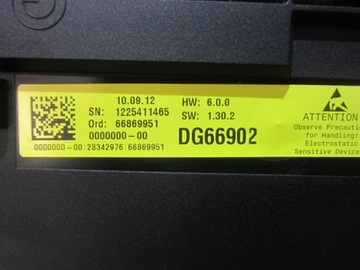 10.09.12 HW: 6.0.0
SN: 1225411465 SW: 1.30.2
Ord: 66869951
0000000-00 DG66902
0000000-00:28342976:66869951
ATTENTION
Observe Precautio
for Handling!
Electrostatic
Sensitive Device